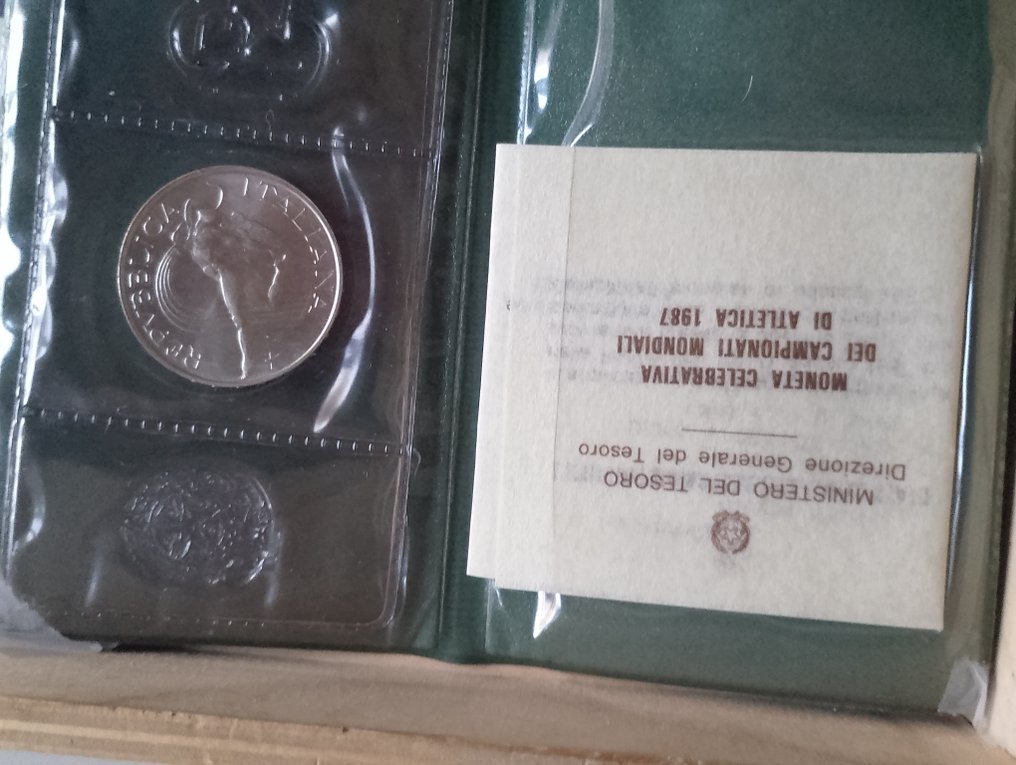 REPVBBLICA ITALIANA
MINISTERO DEL TESORO
Direzione Generale del Tesoro
MONETA CELEBRATIVA
DEI CAMPIONATI MONDIALI
DI ATLETICA 1987